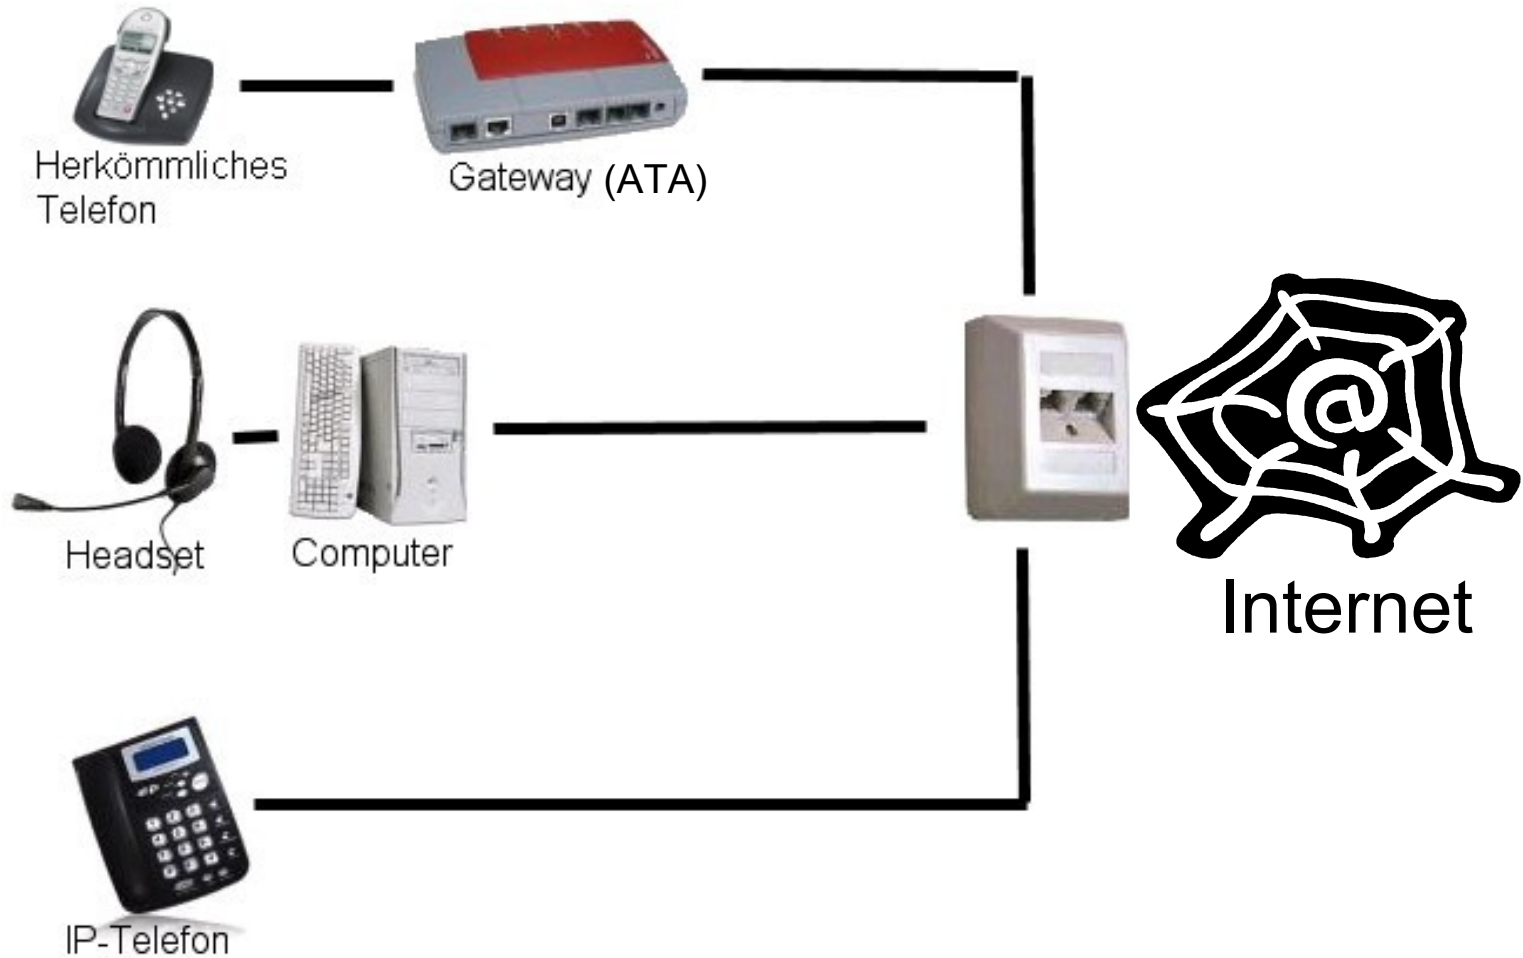 Herkömmliches
Telefon
Gateway (ATA)
Headset
Computer
Internet
IP-Telefon